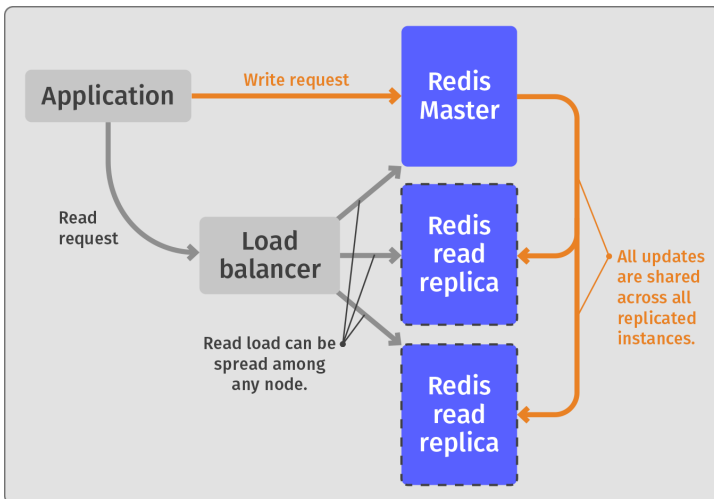 Application
Write request
Redis
Master
Read
request
Load
balancer
Redis
read
replica
All updates
are shared
across all
replicated
instances.
Read load can be
spread among
any node.
Redis
read
replica